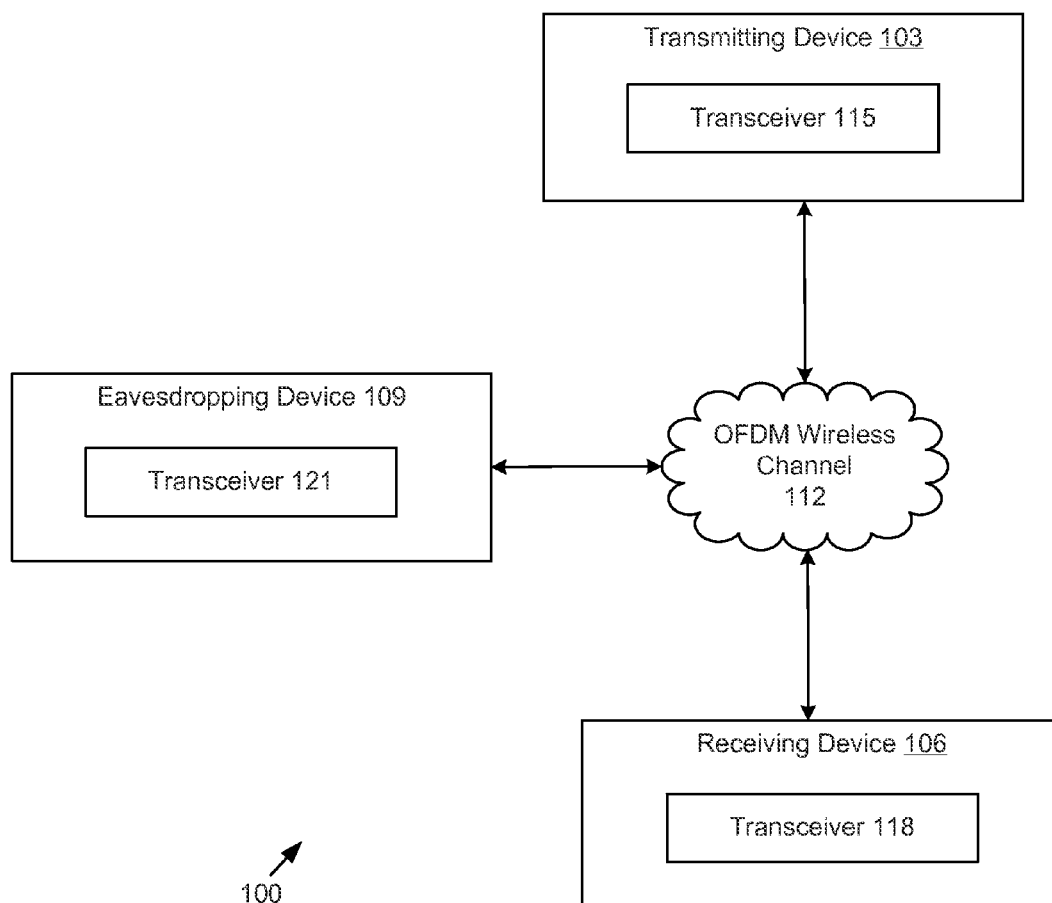 Transmitting Device 103
Transceiver 115
Eavesdropping Device 109
Transceiver 121
OFDM Wireless
Channel
112
Receiving Device 106
Transceiver 118
100